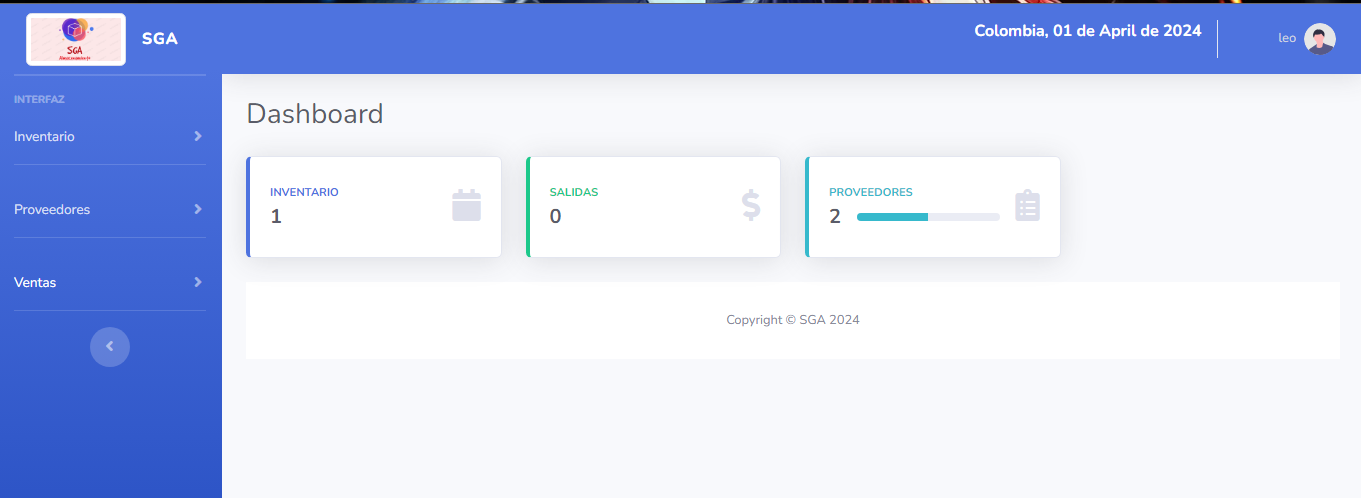 SGA
SGA
Colombia, 01 de April de 2024
leo
INTERFAZ
Inventario
Proveedores
Ventas
Dashboard
INVENTARIO
1
SALIDAS
0
PROVEEDORES
2
Copyright © SGA 2024